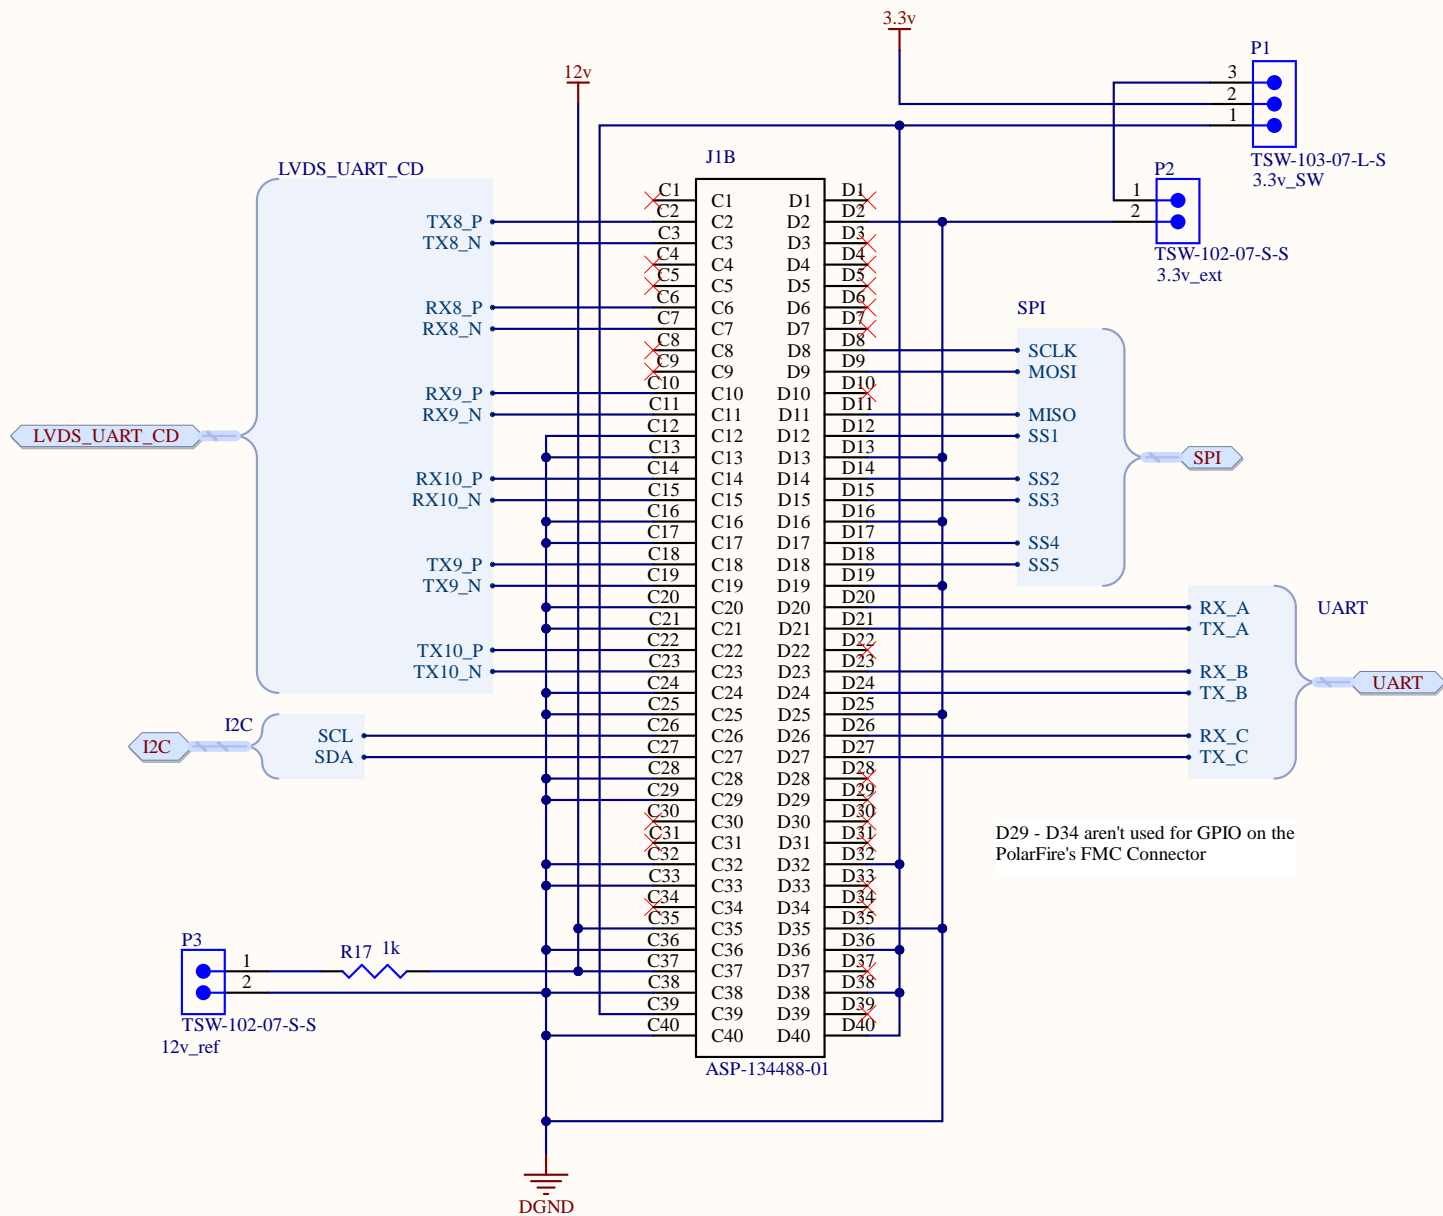 3.3v
P1
3
2
1
TSW-103-07-L-S
3.3v_SW
12v
P2
1
2
TSW-102-07-S-S
3.3v_ext
LVDS_UART_CD
TX8_P
TX8_N
RX8_P
RX8_N
RX9_P
RX9_N
RX10_P
RX10_N
TX9_P
TX9_N
TX10_P
TX10_N
LVDS_UART_CD
I2C
I2C
SCL
SDA
J1B
C1 C1 D1 D1
C2 C2 D2 D2
C3 C3 D3 D3
C4 C4 D4 D4
C5 C5 D5 D5
C6 C6 D6 D6
C7 C7 D7 D7
C8 C8 D8 D8
C9 C9 D9 D9
C10 C10 D10 D10
C11 C11 D11 D11
C12 C12 D12 D12
C13 C13 D13 D13
C14 C14 D14 D14
C15 C15 D15 D15
C16 C16 D16 D16
C17 C17 D17 D17
C18 C18 D18 D18
C19 C19 D19 D19
C20 C20 D20 D20
C21 C21 D21 D21
C22 C22 D22 D22
C23 C23 D23 D23
C24 C24 D24 D24
C25 C25 D25 D25
C26 C26 D26 D26
C27 C27 D27 D27
C28 C28 D28 D28
C29 C29 D29 D29
C30 C30 D30 D30
C31 C31 D31 D31
C32 C32 D32 D32
C33 C33 D33 D33
C34 C34 D34 D34
C35 C35 D35 D35
C36 C36 D36 D36
C37 C37 D37 D37
C38 C38 D38 D38
C39 C39 D39 D39
C40 C40 D40 D40
ASP-134488-01
SPI
SCLK
MOSI
MISO
SS1
SS2
SS3
SS4
SS5
SPI
RX_A
TX_A
RX_B
TX_B
RX_C
TX_C
UART
UART
D29 - D34 aren't used for GPIO on the
PolarFire's FMC Connector
P3
1
2
R17 1k
TSW-102-07-S-S
12v_ref
DGND